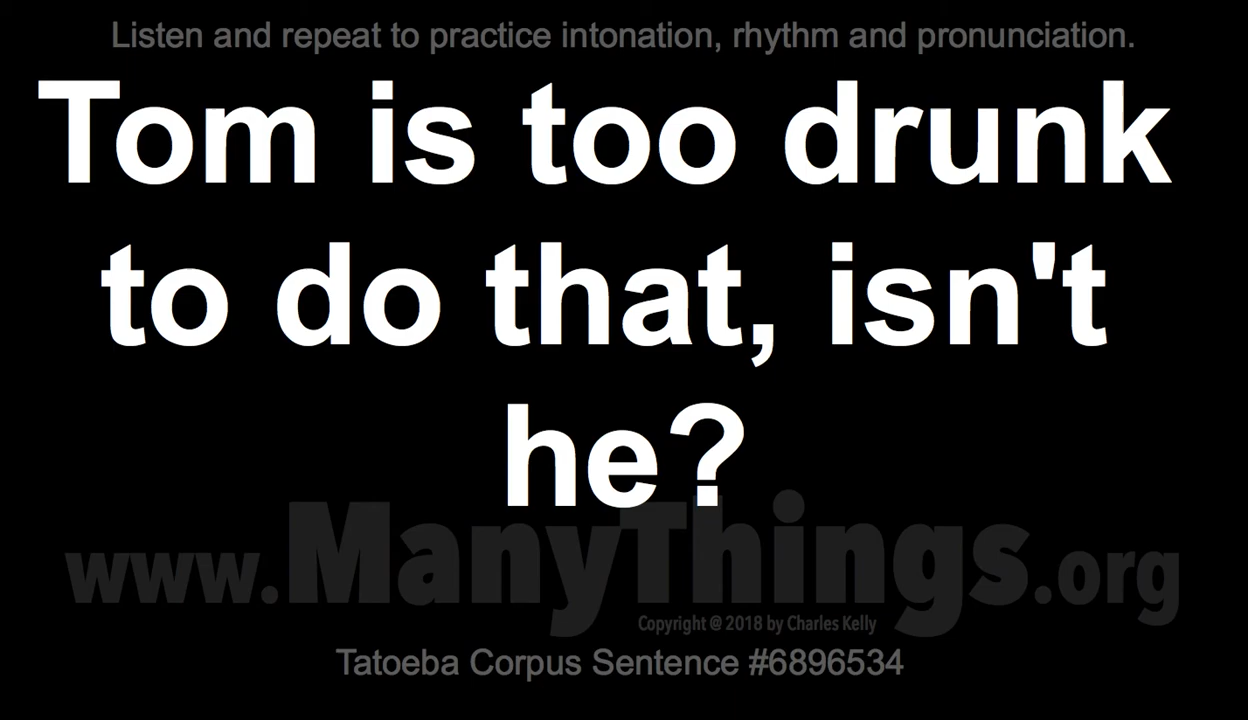 Listen and repeat to practice intonation, rhythm and pronunciation.
Tom is too drunk
to do that, isn't
he?
www.ManyThings.org
Copyright @ 2018 by Charles Kelly
Tatoeba Corpus Sentence #6896534